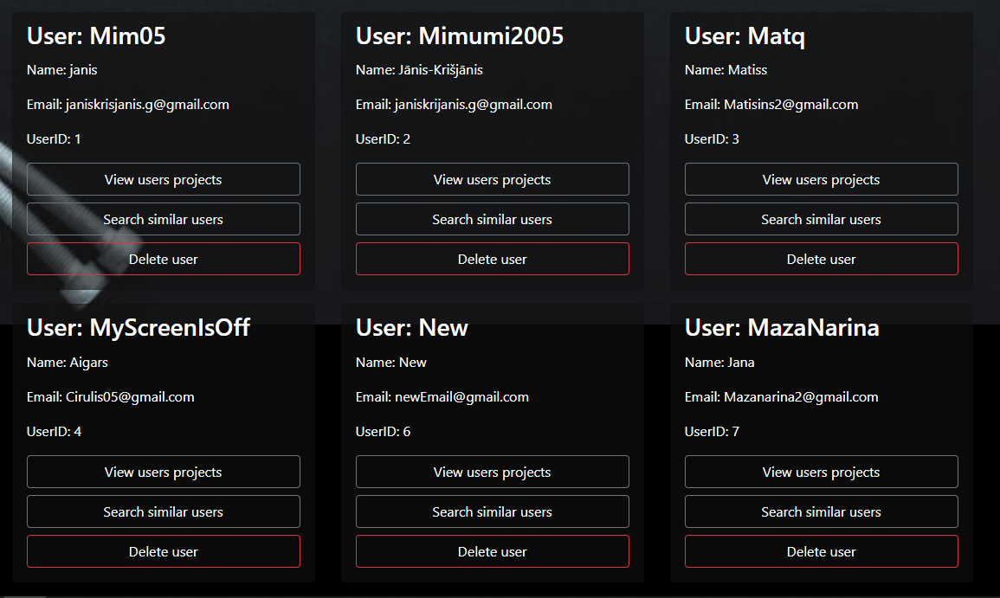 User: Mim05
Name: janis
Email: janiskrisjanis.g@gmail.com
UserID: 1
View users projects
Search similar users
Delete user
User: Mimumi2005
Name: Jānis-Krišjānis
Email: janiskrijanis.g@gmail.com
UserID: 2
View users projects
Search similar users
Delete user
User: Matq
Name: Matiss
Email: Matisins2@gmail.com
UserID: 3
View users projects
Search similar users
Delete user
User: MyScreenIsOff
Name: Aigars
Email: Cirulis05@gmail.com
UserID: 4
View users projects
Search similar users
Delete user
User: New
Name: New
Email: newEmail@gmail.com
UserID: 6
View users projects
Search similar users
Delete user
User: MazaNarina
Name: Jana
Email: Mazanarina2@gmail.com
UserID: 7
View users projects
Search similar users
Delete user